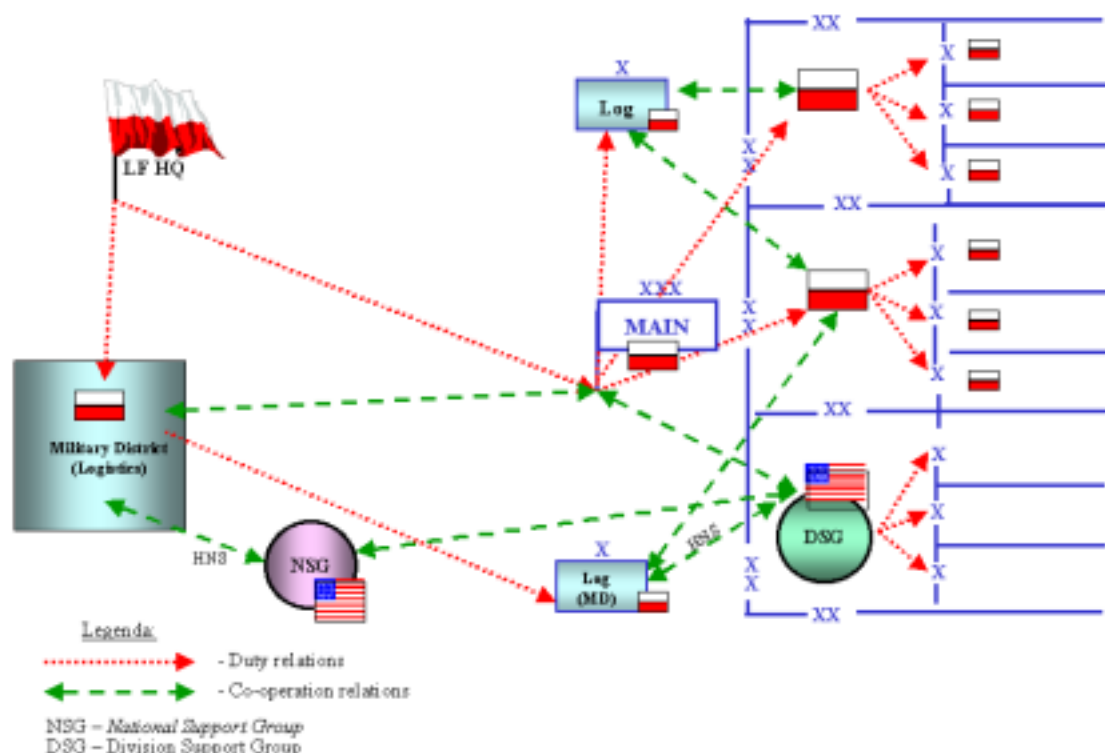 XX
X
X
Log
X
X
LF HQ
X
X
X
XX
X
XXX
MAIN
X
X
X
X
XX
Military District
(Logistics)
X
HNS
DSG
X
HNS
NSG
X
Log
(MD)
X
X
X
XX
Legenda:
- Duty relations
- Co-operation relations
NSG – National Support Group
DSG – Division Support Group